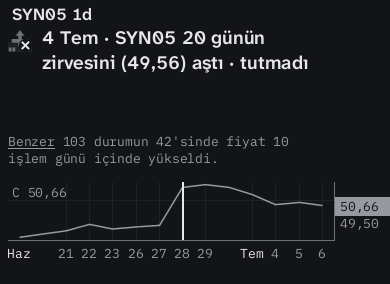 SYN05 1d
4 Tem · SYN05 20 günün
zirvesini (49,56) aştı · tutmadı
Benzer 103 durumun 42'sinde fiyat 10
işlem günü içinde yükseldi.
C 50,66
50,66
49,50
Haz 21 22 23 26 27 28 29 Tem 4 5 6